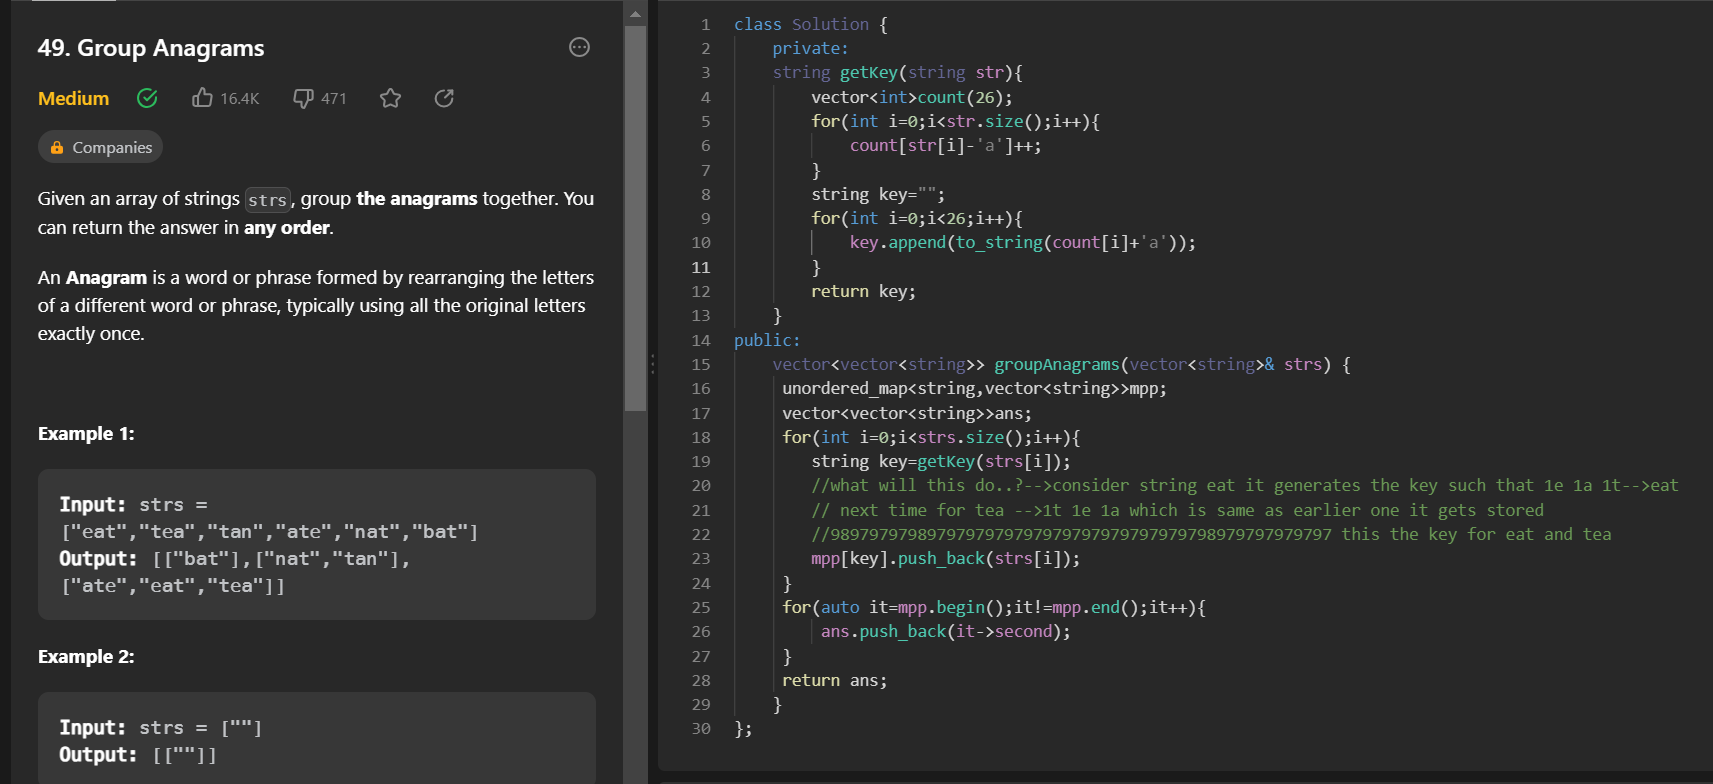 49. Group Anagrams
Medium 16.4K 471
Companies
Given an array of strings strs, group the anagrams together. You
can return the answer in any order.
An Anagram is a word or phrase formed by rearranging the letters
of a different word or phrase, typically using all the original letters
exactly once.
Example 1:
Input: strs =
["eat","tea","tan","ate","nat","bat"]
Output: [["bat"],["nat","tan"],
["ate","eat","tea"]]
Example 2:
Input: strs = [""]
Output: [[""]]
1 class Solution {
2 private:
3 string getKey(string str){
4 vector<int>count(26);
5 for(int i=0;i<str.size();i++){
6 count[str[i]-'a']++;
7 }
8 string key="";
9 for(int i=0;i<26;i++){
10 key.append(to_string(count[i]+'a'));
11 }
12 return key;
13 }
14 public:
15 vector<vector<string>> groupAnagrams(vector<string>& strs) {
16 unordered_map<string,vector<string>>mpp;
17 vector<vector<string>>ans;
18 for(int i=0;i<strs.size();i++){
19 string key=getKey(strs[i]);
20 //what will this do..?-->consider string eat it generates the key such that 1e 1a 1t-->eat
21 // next time for tea -->1t 1e 1a which is same as earlier one it gets stored
22 //9897979798979797979797979797979797979798979797979797 this the key for eat and tea
23 mpp[key].push_back(strs[i]);
24 }
25 for(auto it=mpp.begin();it!=mpp.end();it++){
26 ans.push_back(it->second);
27 }
28 return ans;
29 }
30 };